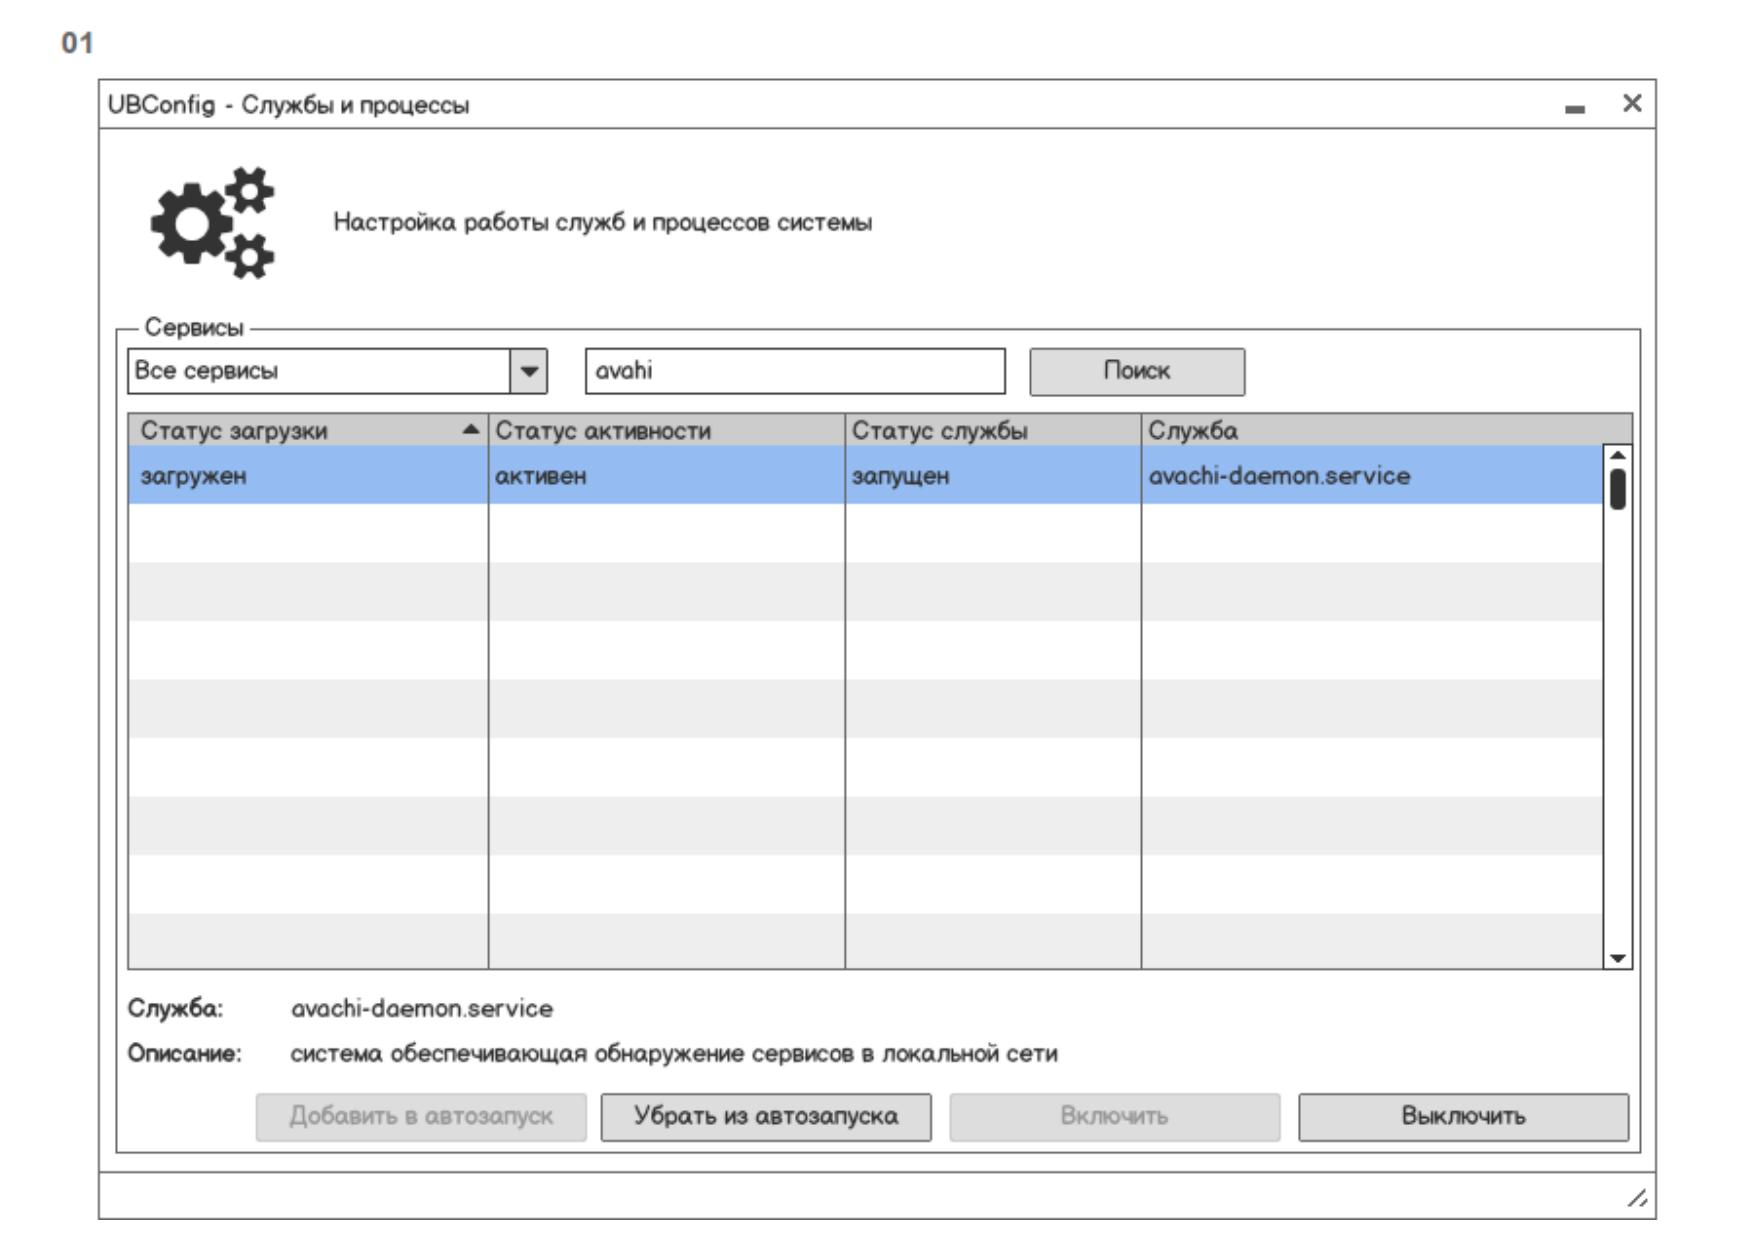 01
UBConfig - Службы и процессы
Настройка работы служб и процессов системы
Сервисы
Все сервисы avahi Поиск
Статус загрузки Статус активности Статус службы Служба
загружен активен запущен avachi-daemon.service
Служба: avachi-daemon.service
Описание: система обеспечивающая обнаружение сервисов в локальной сети
Добавить в автозапуск Убрать из автозапуска Включить Выключить